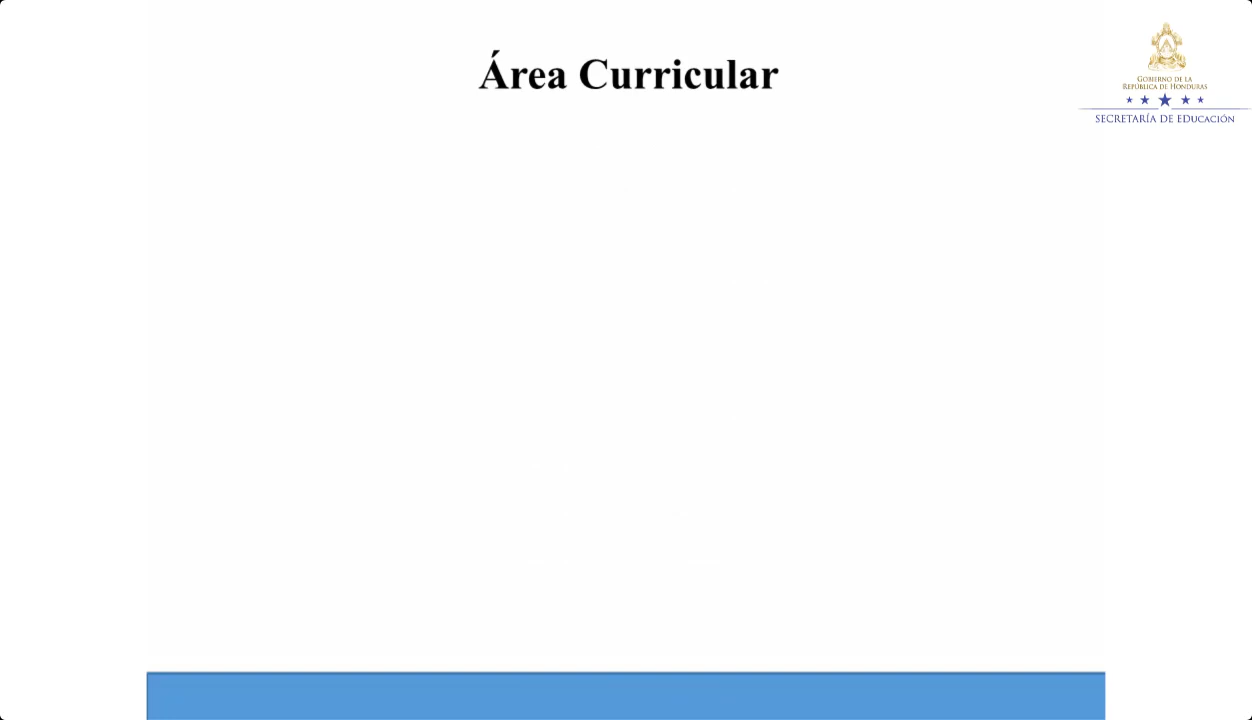 Área Curricular
GOBIERNO DE LA
REPÚBLICA DE HONDURAS
SECRETARÍA DE EDUCACIÓN